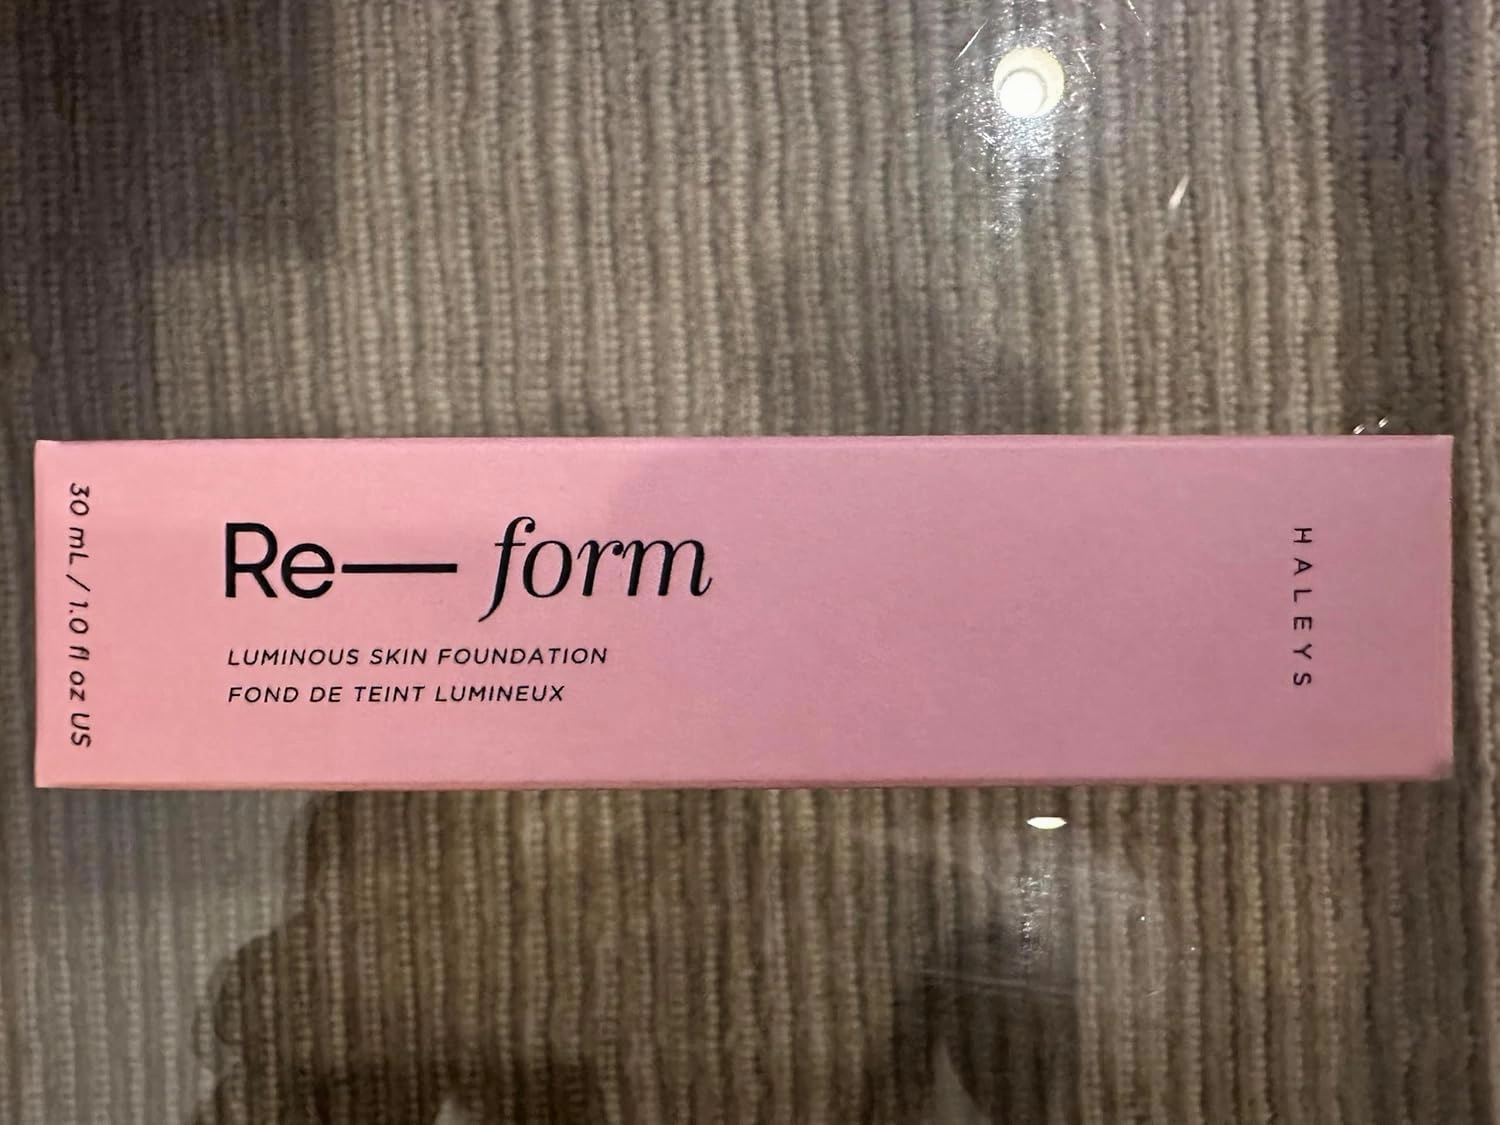 30 mL / 1.0 fl oz US
Re— form
LUMINOUS SKIN FOUNDATION
FOND DE TEINT LUMINEUX
HALEYS